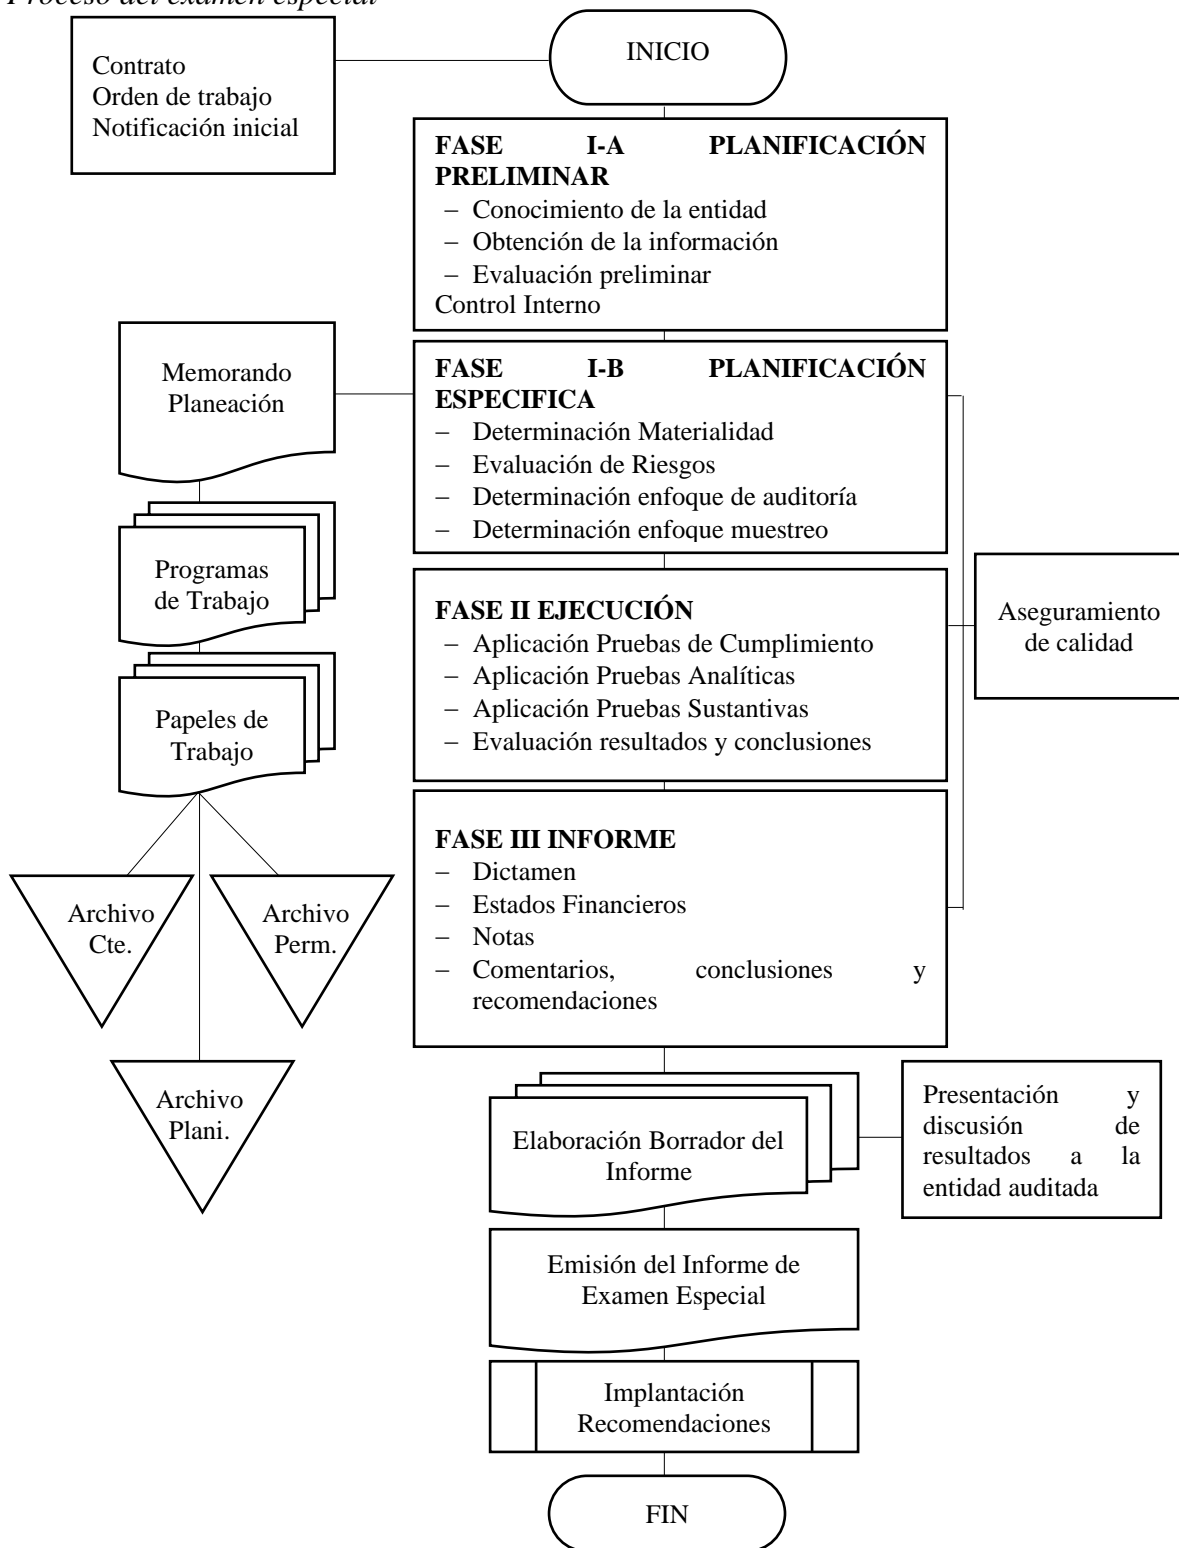 Proceso del examen especial
INICIO
Contrato
Orden de trabajo
Notificación inicial
FASE I-A PLANIFICACIÓN
PRELIMINAR
– Conocimiento de la entidad
– Obtención de la información
– Evaluación preliminar
Control Interno
Memorando
Planeación
FASE I-B PLANIFICACIÓN
ESPECIFICA
– Determinación Materialidad
– Evaluación de Riesgos
– Determinación enfoque de auditoría
– Determinación enfoque muestreo
Programas
de Trabajo
Aseguramiento
de calidad
FASE II EJECUCIÓN
– Aplicación Pruebas de Cumplimiento
– Aplicación Pruebas Analíticas
– Aplicación Pruebas Sustantivas
– Evaluación resultados y conclusiones
Papeles de
Trabajo
FASE III INFORME
– Dictamen
– Estados Financieros
– Notas
– Comentarios, conclusiones y
recomendaciones
Archivo
Cte.
Archivo
Perm.
Archivo
Plani.
Elaboración Borrador del
Informe
Presentación y
discusión de
resultados a la
entidad auditada
Emisión del Informe de
Examen Especial
Implantación
Recomendaciones
FIN